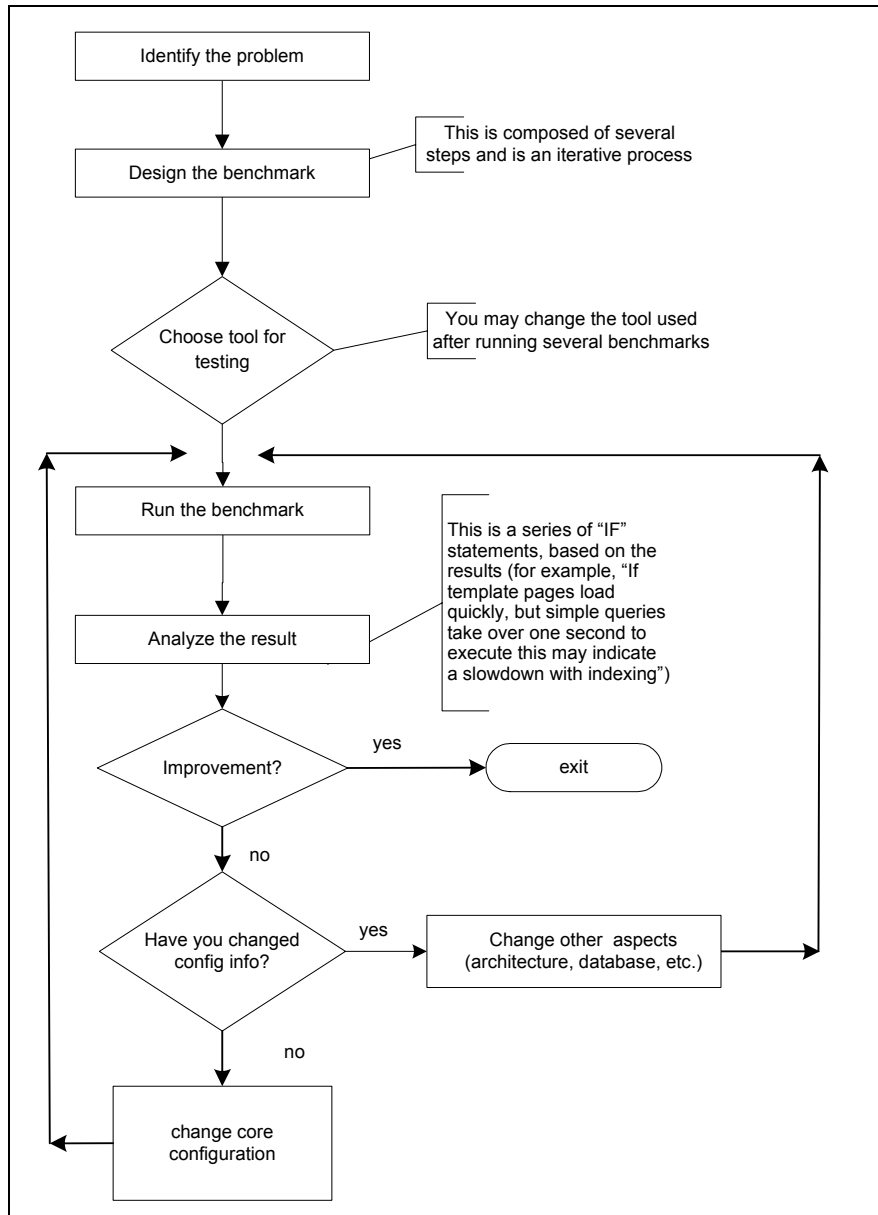 Identify the problem
This is composed of several
steps and is an iterative process
Design the benchmark
Choose tool for
testing
You may change the tool used
after running several benchmarks
Run the benchmark
This is a series of “IF”
statements, based on the
results (for example, “If
template pages load
quickly, but simple queries
take over one second to
execute this may indicate
a slowdown with indexing”)
Analyze the result
Improvement?
yes
exit
no
Have you changed
config info?
yes
Change other aspects
(architecture, database, etc.)
no
change core
configuration